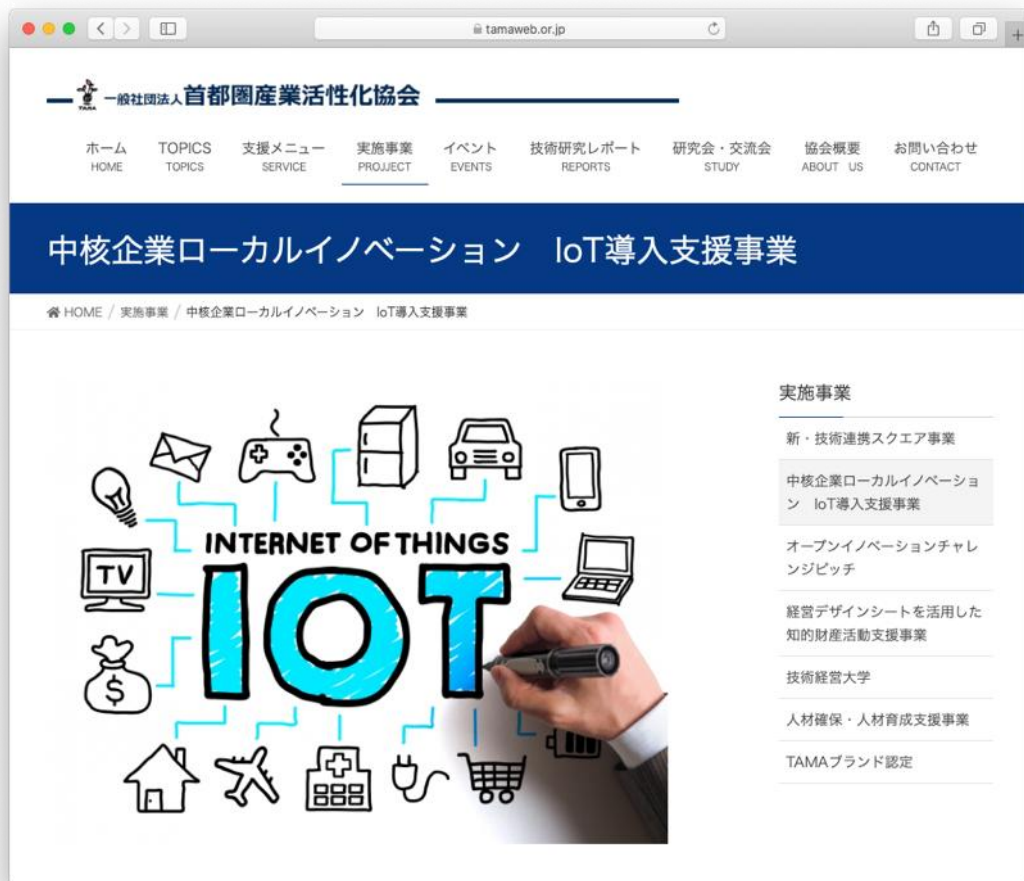 tamaweb.or.jp
TAMA 一般社団法人首都圏産業活性化協会
ホーム TOPICS 支援メニュー 実施事業 イベント 技術研究レポート 研究会・交流会 協会概要 お問い合わせ
HOME TOPICS SERVICE PROJJECT EVENTS REPORTS STUDY ABOUT US CONTACT
中核企業ローカルイノベーション　IoT導入支援事業
HOME / 実施事業 / 中核企業ローカルイノベーション　IoT導入支援事業
INTERNET OF THINGS
IOT
TV
$
実施事業
新・技術連携スクエア事業
中核企業ローカルイノベーショ
ン　IoT導入支援事業
オープンイノベーションチャレ
ンジピッチ
経営デザインシートを活用した
知的財産活動支援事業
技術経営大学
人材確保・人材育成支援事業
TAMAブランド認定